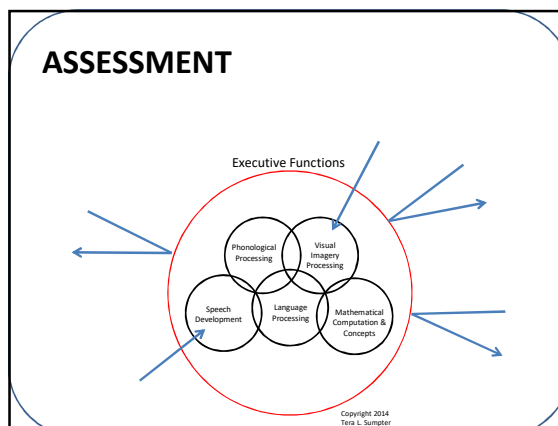 ASSESSMENT
Executive Functions
Phonological
Processing
Visual
Imagery
Processing
Speech
Development
Language
Processing
Mathematical
Computation &
Concepts
Copyright 2014
Tera L. Sumpter